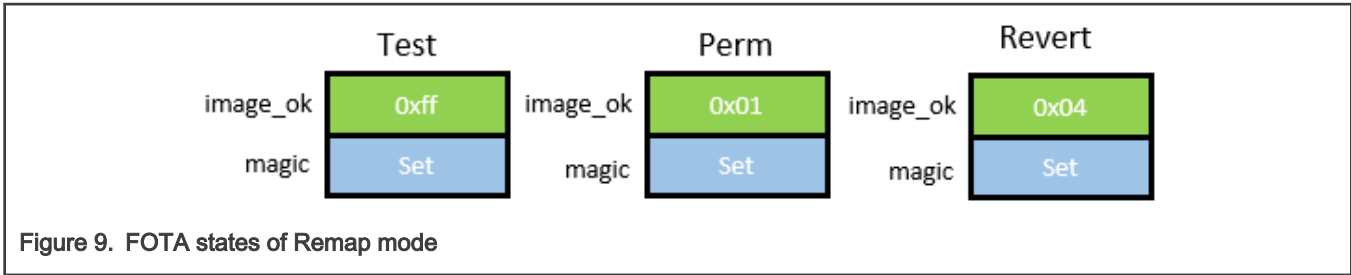 Test Perm Revert
image_ok 0xff image_ok 0x01 image_ok 0x04
magic Set magic Set magic Set
Figure 9. FOTA states of Remap mode